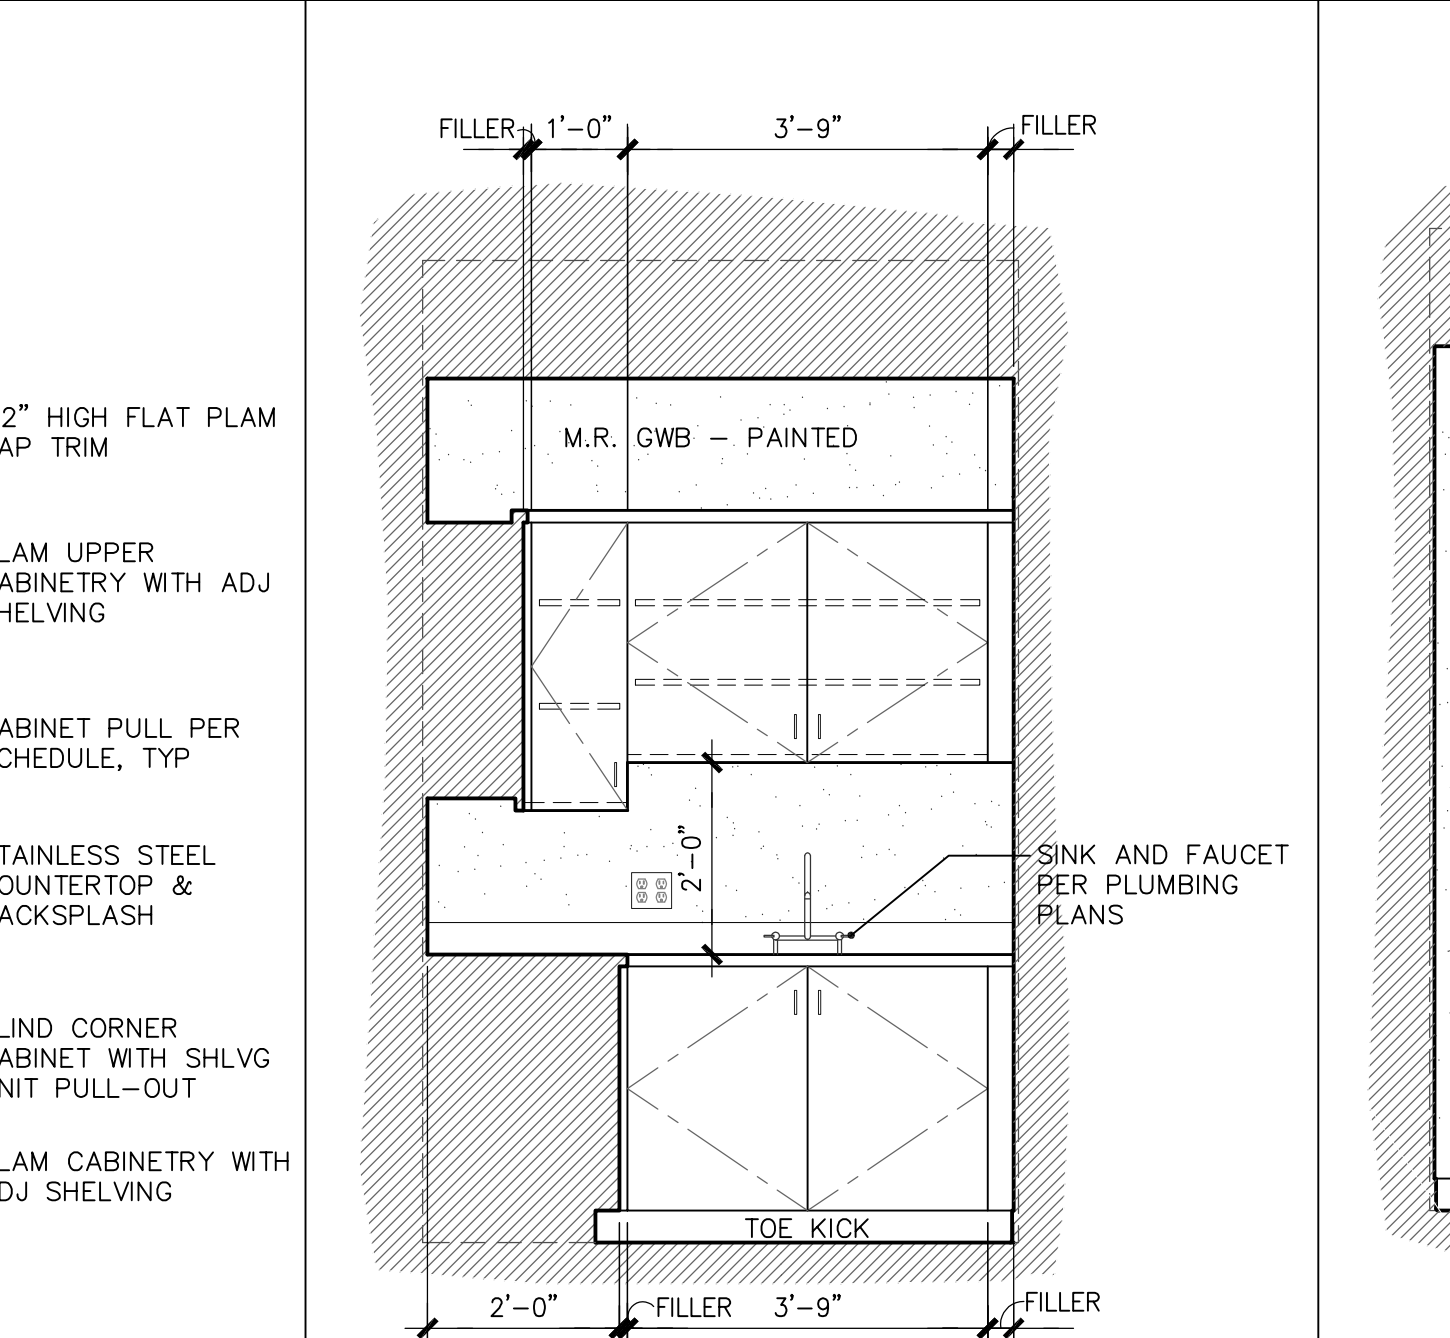 FILLER 1'-0" 3'-9" FILLER
2" HIGH FLAT PLAM
AP TRIM
M.R. GWB - PAINTED
LAM UPPER
ABINETRY WITH ADJ
HELVING
ABINET PULL PER
CHEDULE, TYP
TAINLESS STEEL
OUNTERTOP &
ACKSPLASH
2'-0"
SINK AND FAUCET
PER PLUMBING
PLANS
LIND CORNER
ABINET WITH SHLVG
NIT PULL-OUT
LAM CABINETRY WITH
DJ SHELVING
TOE KICK
2'-0" FILLER 3'-9" FILLER